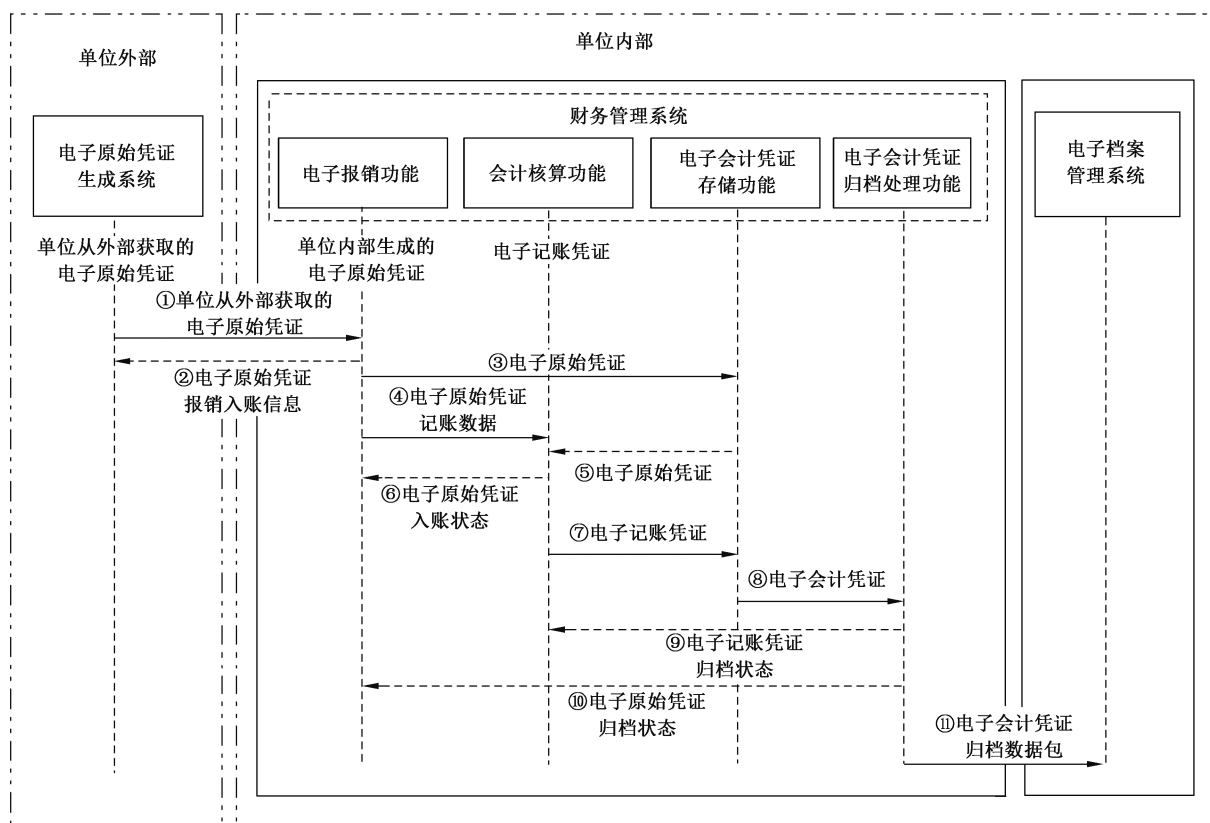 单位外部
单位内部
财务管理系统
电子原始凭证
生成系统
电子报销功能
会计核算功能
电子会计凭证
存储功能
电子会计凭证
归档处理功能
电子档案
管理系统
单位从外部获取的
电子原始凭证
单位内部生成的
电子原始凭证
电子记账凭证
①单位从外部获取的
电子原始凭证
②电子原始凭证
报销入账信息
③电子原始凭证
④电子原始凭证
记账数据
⑤电子原始凭证
⑥电子原始凭证
入账状态
⑦电子记账凭证
⑧电子会计凭证
⑨电子记账凭证
归档状态
⑩电子原始凭证
归档状态
⑪电子会计凭证
归档数据包